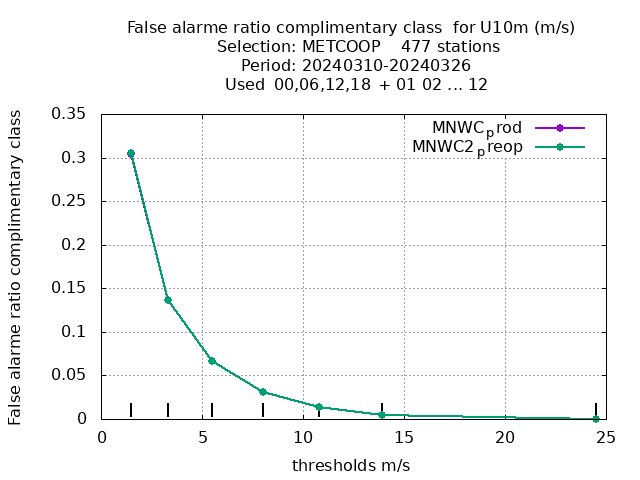 False alarme ratio complimentary class  for U10m (m/s)
Selection: METCOOP    477 stations
Period: 20240310-20240326
Used  00,06,12,18  + 01 02 ... 12
False alarme ratio complimentary class
0.35
0.3
0.25
0.2
0.15
0.1
0.05
0
MNWCprod
MNWC2preop
0 5 10 15 20 25
thresholds m/s